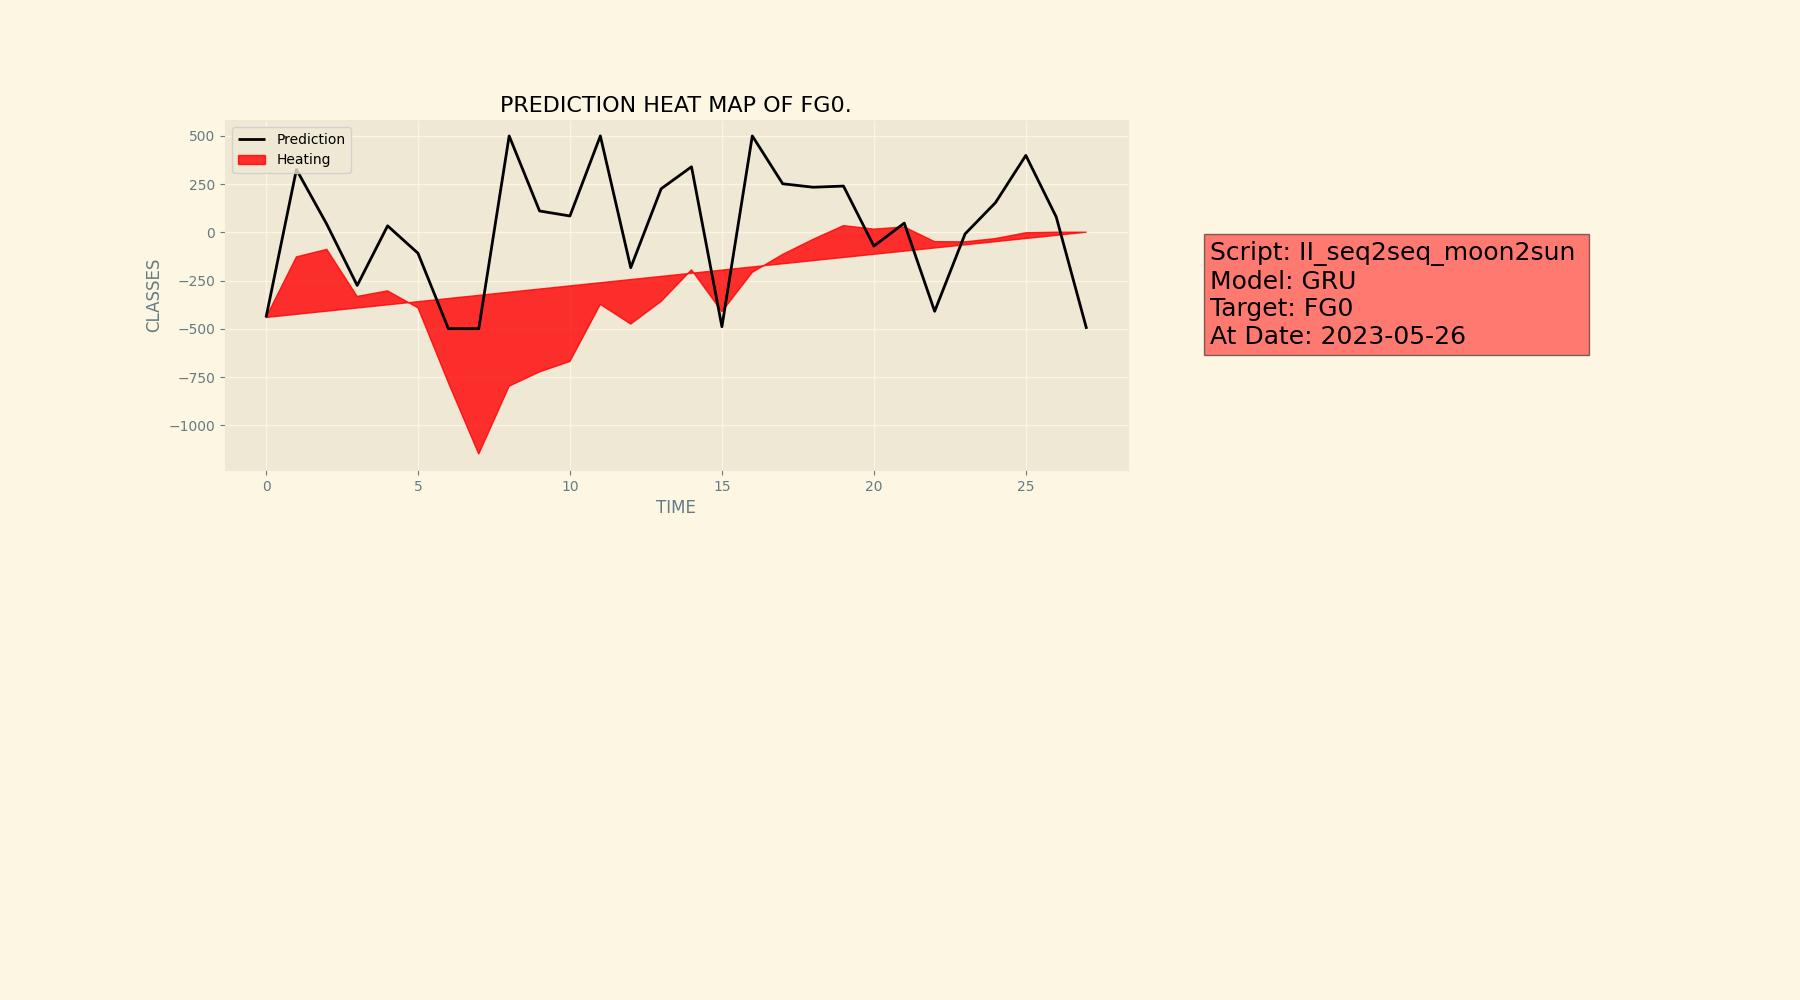 PREDICTION HEAT MAP OF FG0.
Prediction
Heating
500
250
0
−250
−500
−750
−1000
CLASSES
0 5 10 15 20 25
TIME
Script: II_seq2seq_moon2sun
Model: GRU
Target: FG0
At Date: 2023-05-26